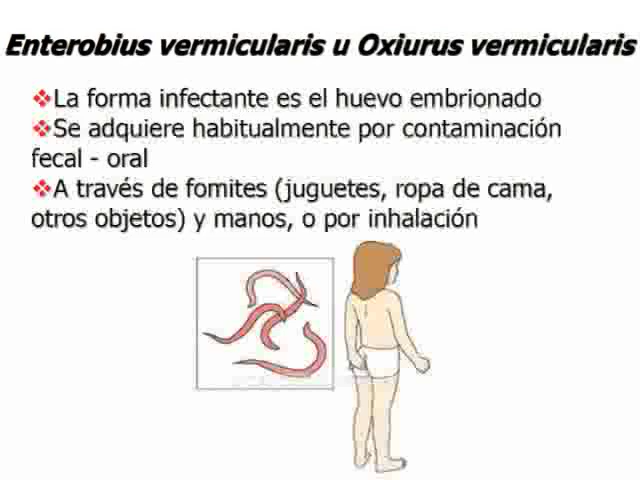 Enterobius vermicularis u Oxiurus vermicularis
❖La forma infectante es el huevo embrionado
❖Se adquiere habitualmente por contaminación
fecal - oral
❖A través de fomites (juguetes, ropa de cama,
otros objetos) y manos, o por inhalación